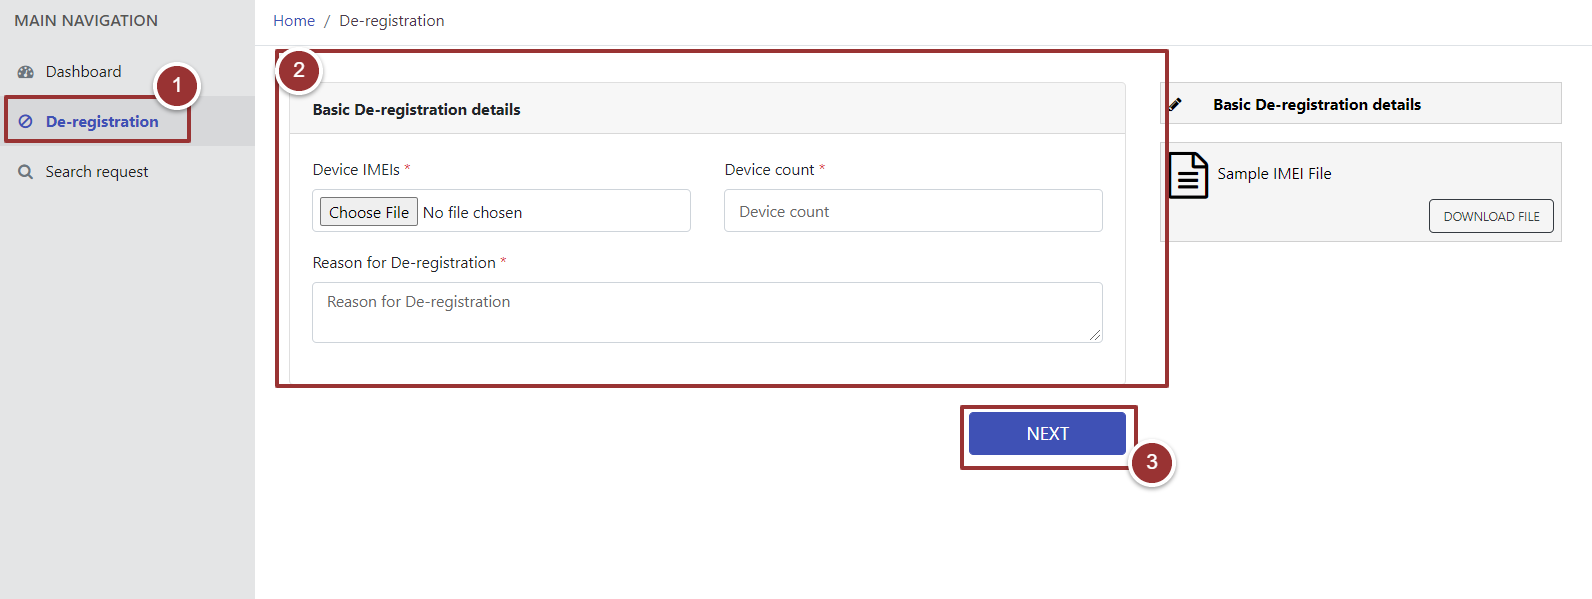 MAIN NAVIGATION
Dashboard
1
De-registration
Search request
Home / De-registration
2
Basic De-registration details
Device IMEIs *
Choose File No file chosen
Device count *
Device count
Reason for De-registration *
Reason for De-registration
NEXT
3
Basic De-registration details
Sample IMEI File
DOWNLOAD FILE